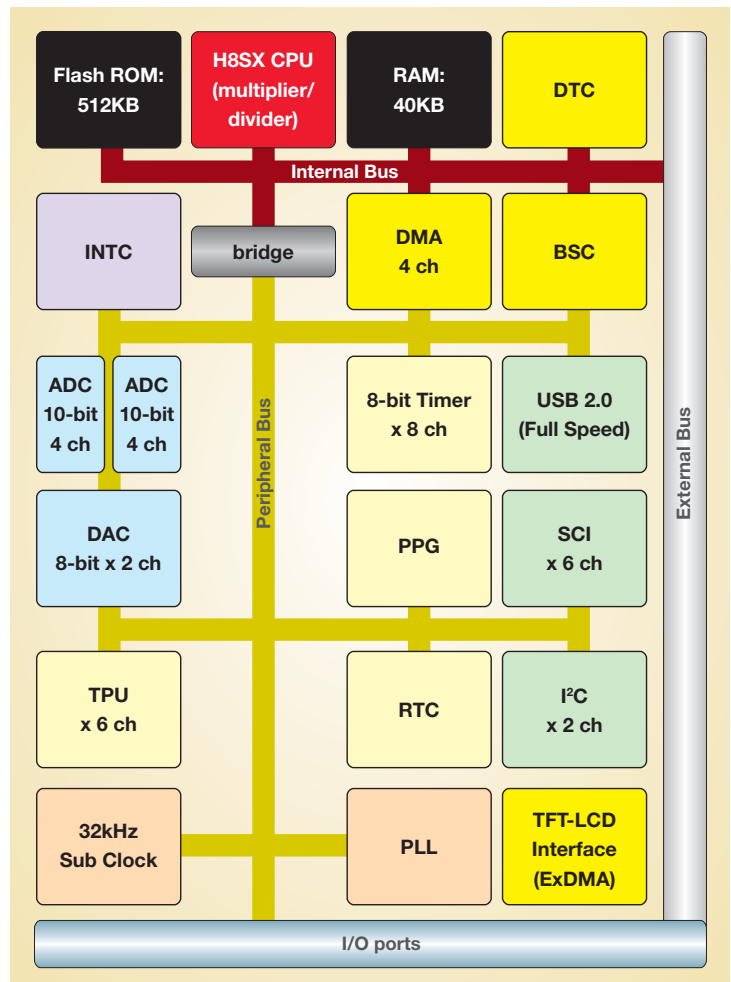 Flash ROM:
512KB
H8SX CPU
(multiplier/
divider)
RAM:
40KB
DTC
Internal Bus
INTC
bridge
DMA
4 ch
BSC
ADC
10-bit
4 ch
ADC
10-bit
4 ch
Peripheral Bus
8-bit Timer
x 8 ch
USB 2.0
(Full Speed)
External Bus
DAC
8-bit x 2 ch
PPG
SCI
x 6 ch
TPU
x 6 ch
RTC
I²C
x 2 ch
32kHz
Sub Clock
PLL
TFT-LCD
Interface
(ExDMA)
I/O ports